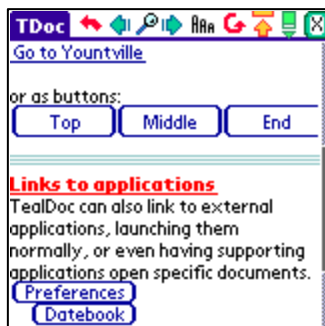 TDoc AAA
Go to Yountville
or as buttons:
Top Middle End
Links to applications
TealDoc can also link to external
applications, launching them
normally, or even having supporting
applications open specific documents.
Preferences
Datebook